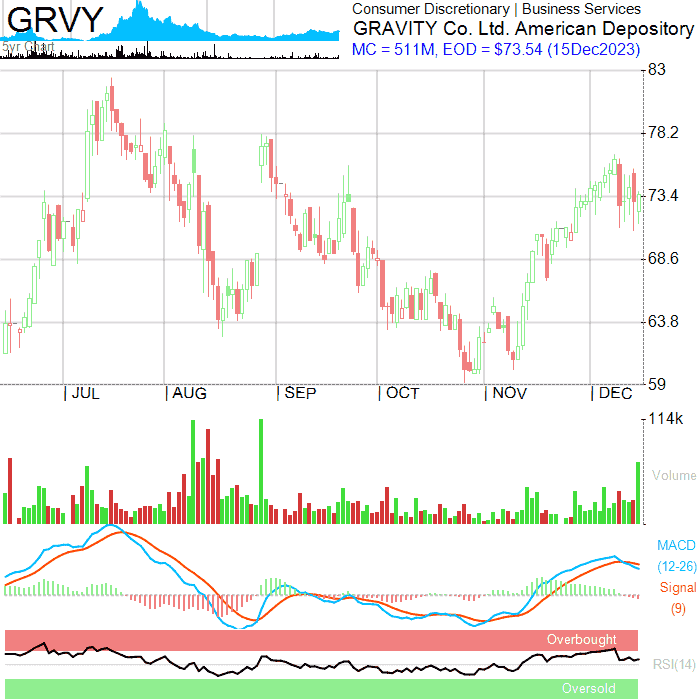 GRVY
5yr Chart
Consumer Discretionary | Business Services
GRAVITY Co. Ltd. American Depository
MC = 511M, EOD = $73.54 (15Dec2023)
83
78.2
73.4
68.6
63.8
59
| JUL | AUG | SEP | OCT | NOV | DEC
114k
Volume
MACD
(12-26)
Signal
(9)
Overbought
RSI(14)
Oversold